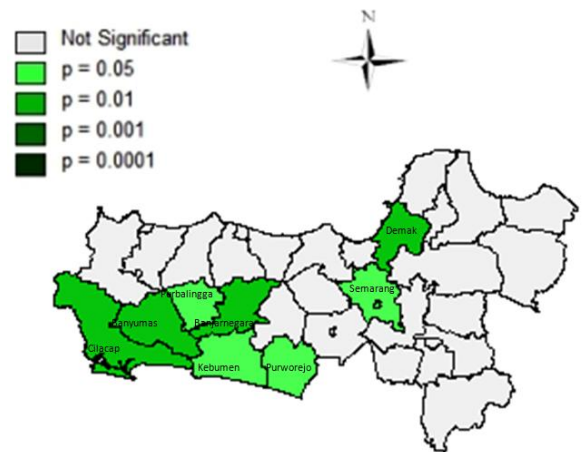 N
Not Significant
p = 0.05
p = 0.01
p = 0.001
p = 0.0001
Demak
Purbalingga
Semarang
Banyumas
Banjarnegara
Cilacap
Kebumen
Purworejo